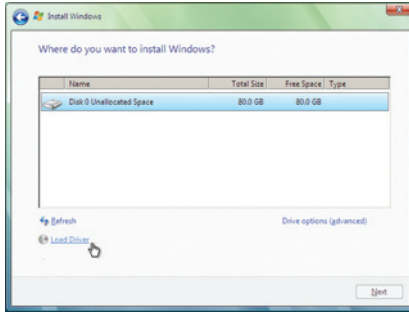 Install Windows
Where do you want to install Windows?
Name Total Size Free Space Type
Disk 0 Unallocated Space 80.0 GB 80.0 GB
Refresh Drive options (advanced)
Load Driver
Next